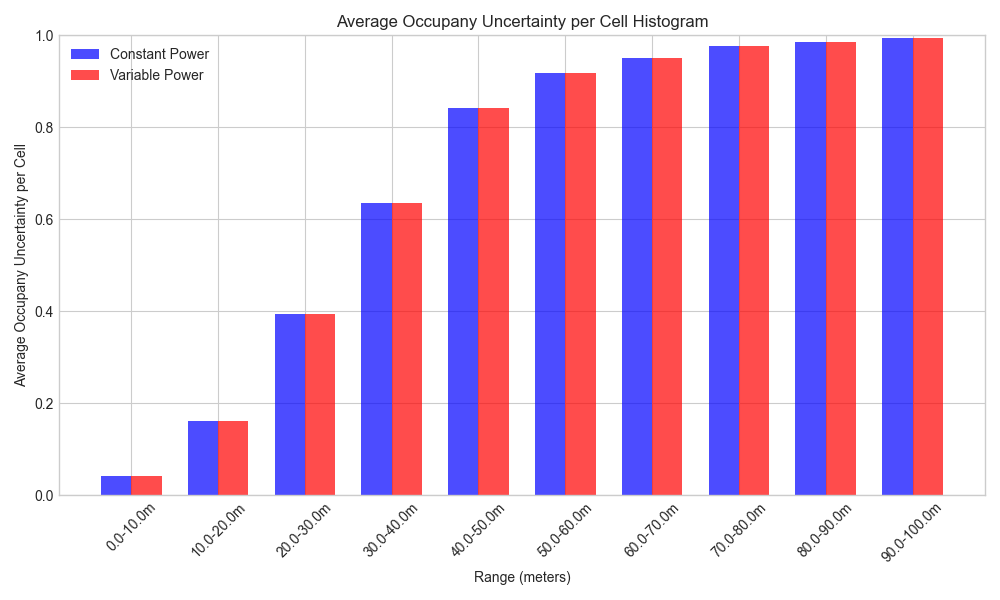 Average Occupany Uncertainty per Cell Histogram
Constant Power
Variable Power
Average Occupany Uncertainty per Cell
1.0
0.8
0.6
0.4
0.2
0.0
0.0-10.0m
10.0-20.0m
20.0-30.0m
30.0-40.0m
40.0-50.0m
50.0-60.0m
60.0-70.0m
70.0-80.0m
80.0-90.0m
90.0-100.0m
Range (meters)